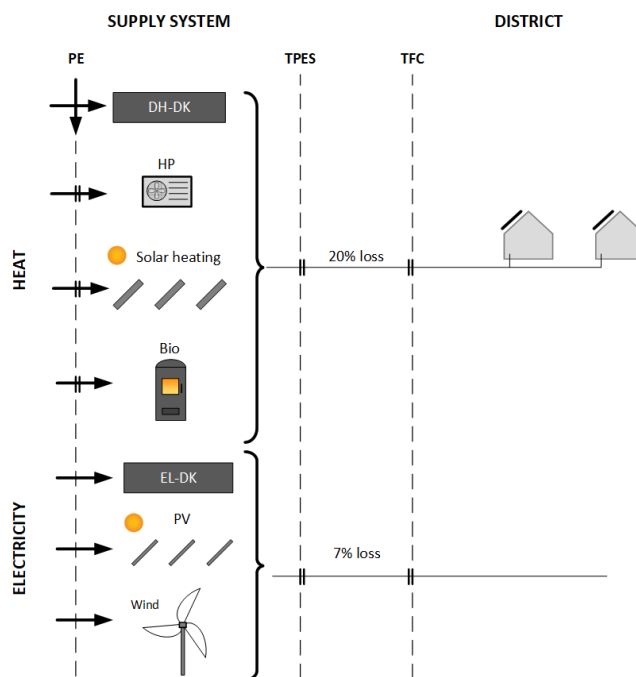 SUPPLY SYSTEM
DISTRICT
PE
TPES
TFC
DH-DK
HP
Solar heating
20% loss
HEAT
Bio
EL-DK
PV
7% loss
ELECTRICITY
Wind